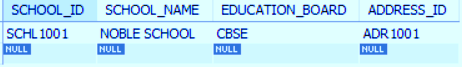 SCHOOL_ID SCHOOL_NAME EDUCATION_BOARD ADDRESS_ID
SCHL1001 NOBLE SCHOOL CBSE ADR1001
NULL NULL NULL NULL